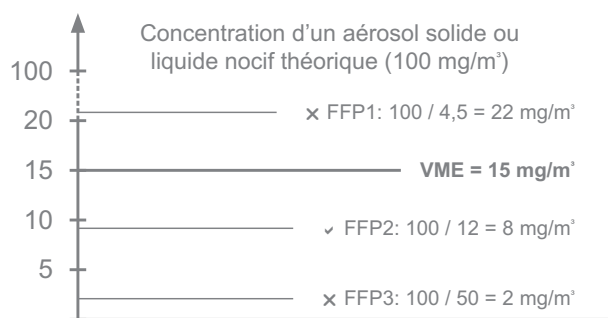 Concentration d'un aérosol solide ou
liquide nocif théorique (100 mg/m³)
100
× FFP1: 100 / 4,5 = 22 mg/m³
20
15
VME = 15 mg/m³
10
✓ FFP2: 100 / 12 = 8 mg/m³
5
× FFP3: 100 / 50 = 2 mg/m³